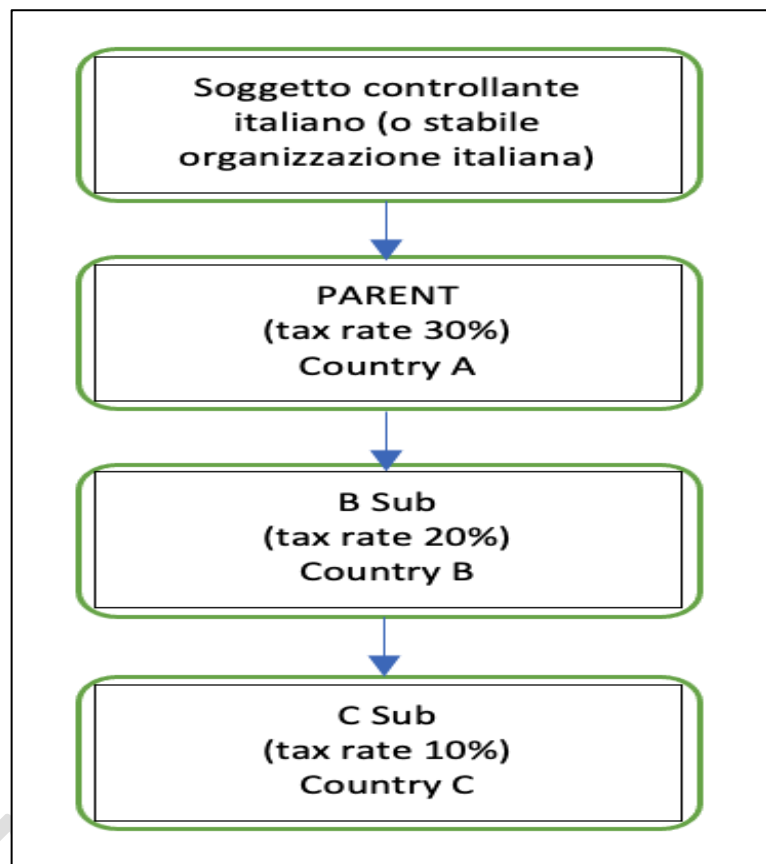 Soggetto controllante
italiano (o stabile
organizzazione italiana)
PARENT
(tax rate 30%)
Country A
B Sub
(tax rate 20%)
Country B
C Sub
(tax rate 10%)
Country C